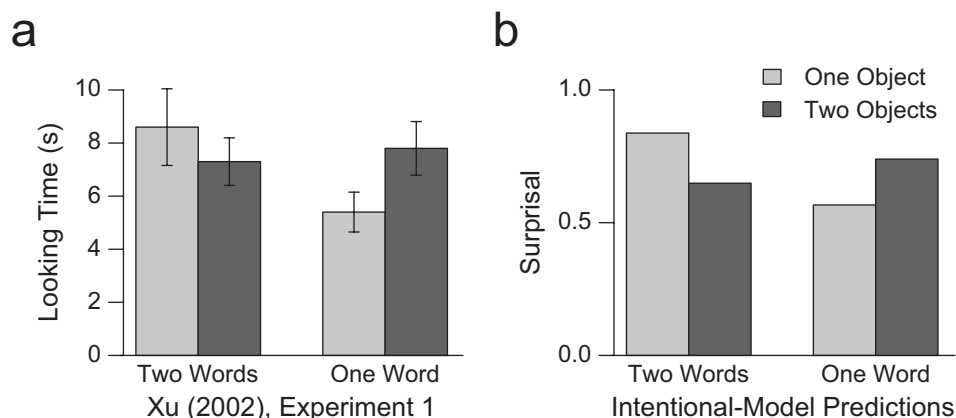 a
Looking Time (s)
10
8
6
4
2
0
Two Words One Word
Xu (2002), Experiment 1
b
One Object
Two Objects
Surprisal
1.0
0.5
0.0
Two Words One Word
Intentional-Model Predictions